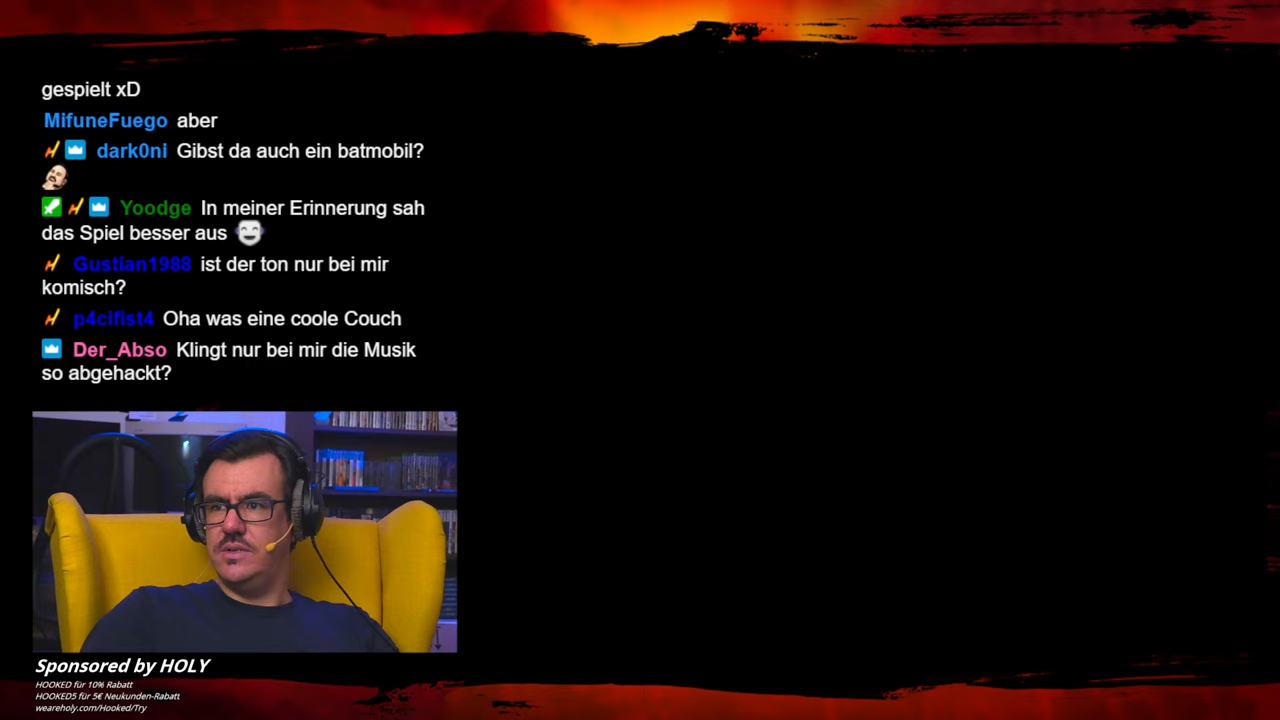 gespielt xD
MifuneFuego aber
dark0ni Gibst da auch ein batmobil?
Yoodge In meiner Erinnerung sah
das Spiel besser aus
Gustian1988 ist der ton nur bei mir
komisch?
p4cifist4 Oha was eine coole Couch
Der_Abso Klingt nur bei mir die Musik
so abgehackt?
Sponsored by HOLY
HOOKED für 10% Rabatt
HOOKED5 für 5€ Neukunden-Rabatt
weareholy.com/Hooked/Try